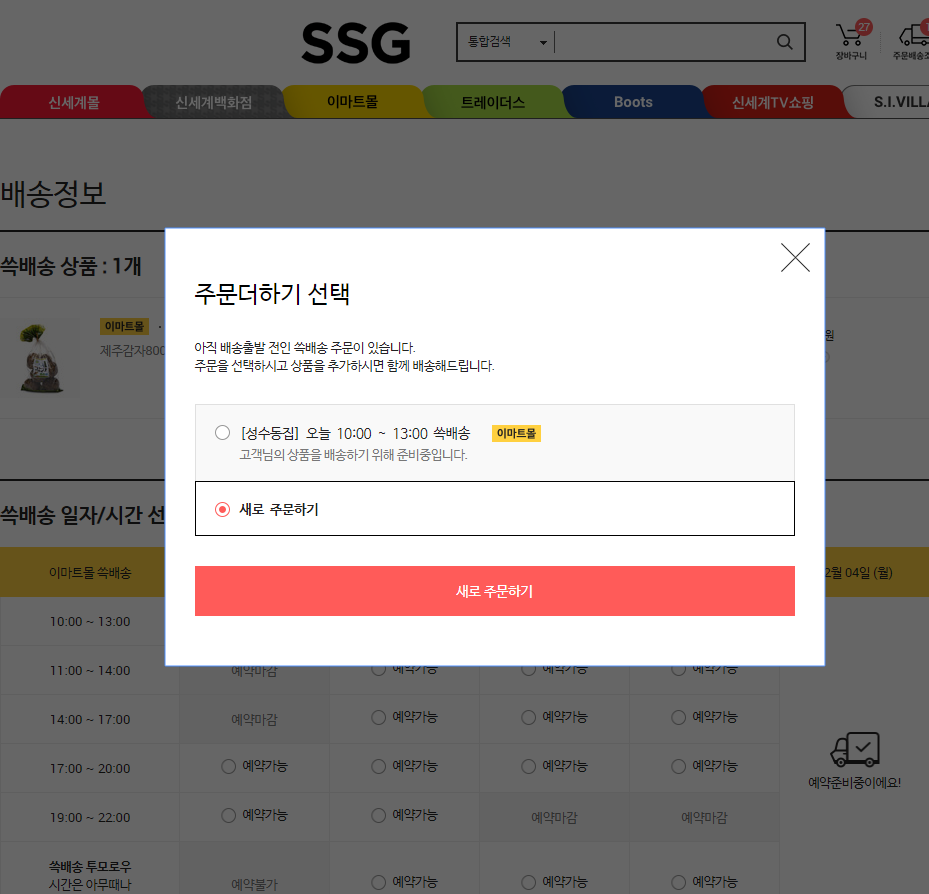 SSG
통합검색
27
장바구니
주문배송조
신세계몰
신세계백화점
이마트몰
트레이더스
Boots
신세계TV쇼핑
S.I.VILLA
배송정보
쓱배송 상품 : 1개
이마트몰
제주감자800
원
주문더하기 선택
아직 배송출발 전인 쓱배송 주문이 있습니다.
주문을 선택하시고 상품을 추가하시면 함께 배송해드립니다.
[성수동집] 오늘 10:00 ~ 13:00 쓱배송 이마트몰
고객님의 상품을 배송하기 위해 준비중입니다.
새로 주문하기
새로 주문하기
쓱배송 일자/시간 선
이마트몰 쓱배송
2월 04일 (월)
10:00 ~ 13:00
11:00 ~ 14:00 예약마감 예약가능 예약가능 예약가능
14:00 ~ 17:00 예약마감 예약가능 예약가능 예약가능
17:00 ~ 20:00 예약가능 예약가능 예약가능 예약가능
예약준비중이에요!
19:00 ~ 22:00 예약가능 예약가능 예약마감 예약마감
쓱배송 투모로우
시간은 아무때나
예약불가 예약가능 예약가능 예약가능